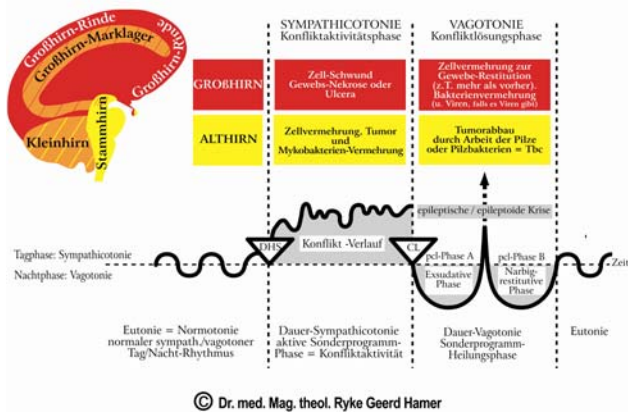 SYMPATHICOTONIE
Konfliktaktivitätsphase
VAGOTONIE
Konfliktlösungsphase
Großhirn-Rinde
Großhirn-Marklager
Großhirn-Rinde
Großhirn-Rinde
Kleinhirn
Stammhirn
GROßHIRN
Zell-Schwund
Gewebs-Nekrose oder
Ulcera
Zellvermehrung zur
Gewebe-Restitution
(z.T. mehr als vorher).
Bakterienvermehrung
(u. Viren, falls es Viren gibt)
ALTHIRN
Zellvermehrung, Tumor
und
Mykobakterien-Vermehrung
Tumorabbau
durch Arbeit der Pilze
oder Pilzbakterien = Tbc
epileptische / epileptoide Krise
DHS
Konflikt -Verlauf
CL
pcl-Phase A
pcl-Phase B
Tagphase: Sympathicotonie
Zeit
Nachtphase: Vagotonie
Exsudative
Phase
Narbig-
restitutive
Phase
Eutonie = Normotonie
normaler sympath./vagotoner
Tag/Nacht-Rhythmus
Dauer-Sympathicotonie
aktive Sonderprogramm-
Phase = Konfliktaktivität
Dauer-Vagotonie
Sonderprogramm-
Heilungsphase
Eutonie
© Dr. med. Mag. theol. Ryke Geerd Hamer